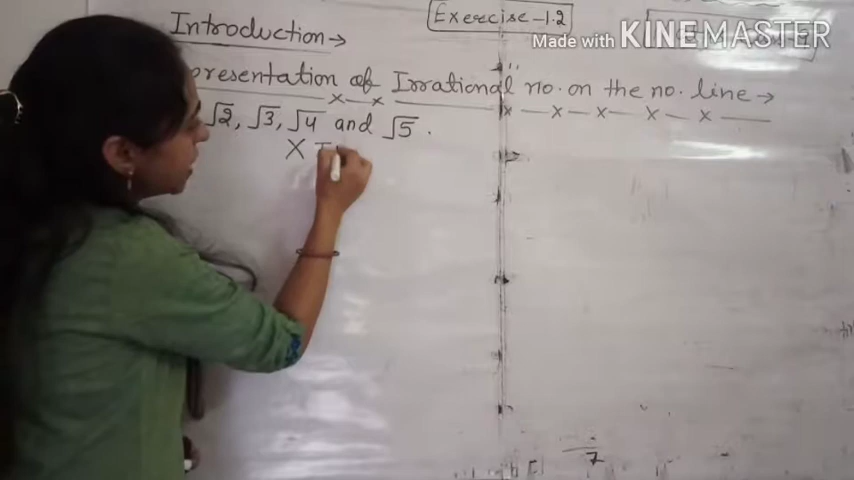 Exercise-1.2
Introduction →
Made with KINEMASTER
presentation of Irrational no. on the no. line →
x — x — x — x — x — x
√2, √3, √4 and √5.
X I
7